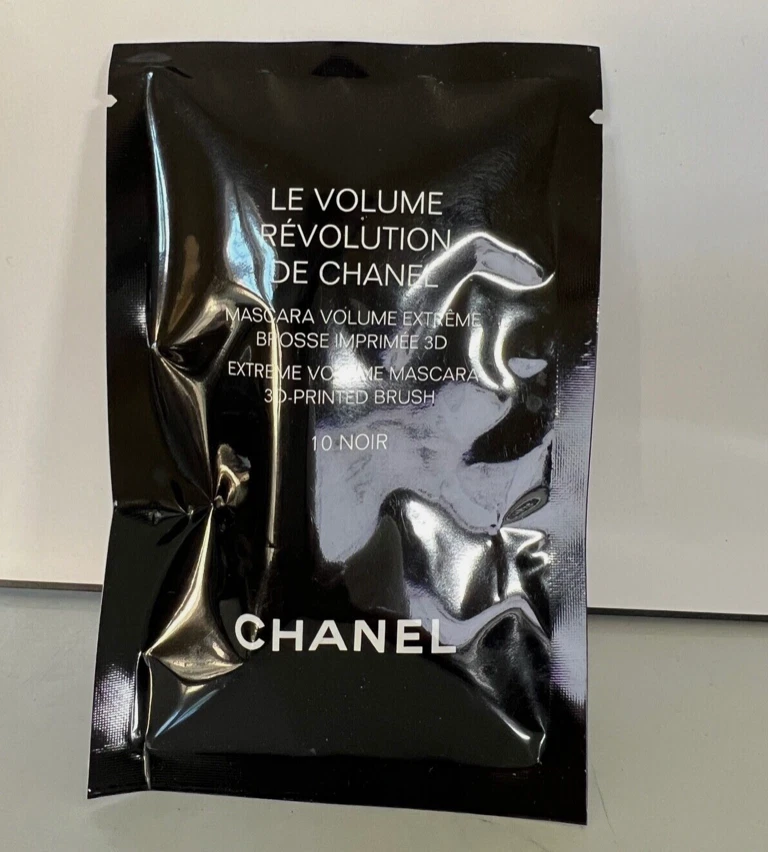 LE VOLUME
RÉVOLUTION
DE CHANEL
MASCARA VOLUME EXTRÊME
BROSSE IMPRIMÉE 3D
EXTREME VOLUME MASCARA
3D-PRINTED BRUSH
10 NOIR
CHANEL